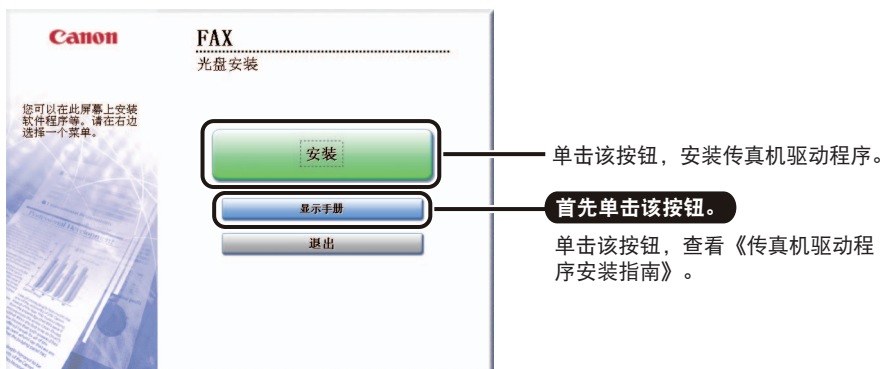 Canon
FAX
光盘安装
您可以在此屏幕上安装
软件程序等。请在右边
选择一个菜单。
安装
单击该按钮，安装传真机驱动程序。
显示手册
首先单击该按钮。
退出
单击该按钮，查看《传真机驱动程
序安装指南》。